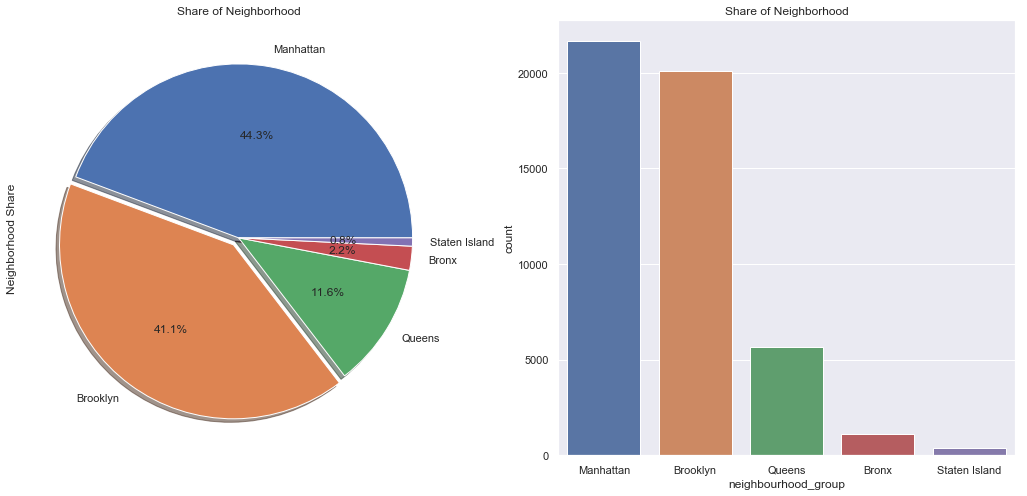 Share of Neighborhood
Manhattan
44.3%
Neighborhood Share
0.8%
Staten Island
2.2%
Bronx
11.6%
41.1%
Queens
Brooklyn
Share of Neighborhood
20000
15000
count
10000
5000
0
Manhattan Brooklyn Queens Bronx Staten Island
neighbourhood_group